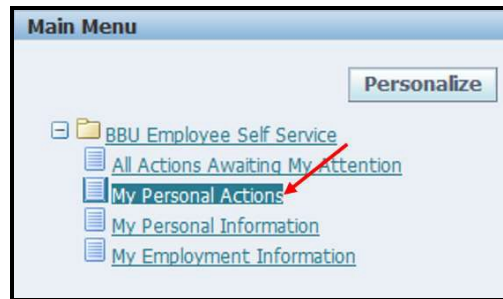 Main Menu
Personalize
BBU Employee Self Service
All Actions Awaiting My Attention
My Personal Actions
My Personal Information
My Employment Information